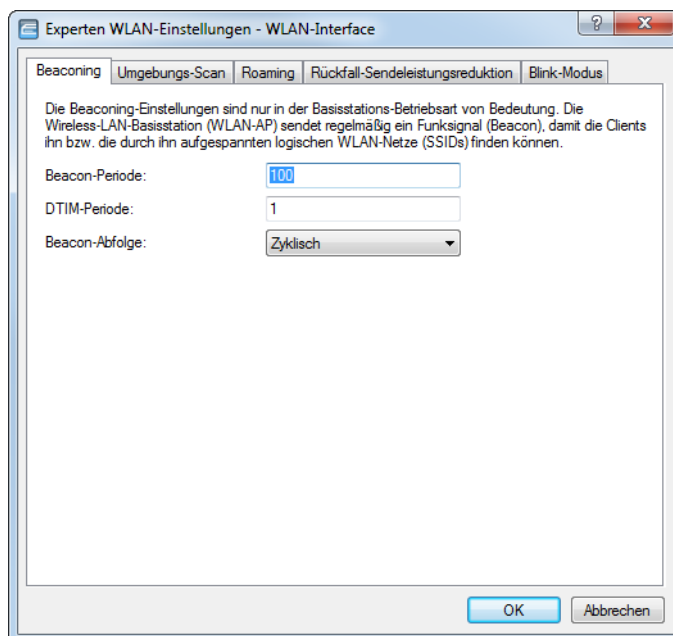 Experten WLAN-Einstellungen - WLAN-Interface
Beaconing Umgebungs-Scan Roaming Rückfall-Sendeleistungsreduktion Blink-Modus
Die Beaconing-Einstellungen sind nur in der Basisstations-Betriebsart von Bedeutung. Die
Wireless-LAN-Basisstation (WLAN-AP) sendet regelmäßig ein Funksignal (Beacon), damit die Clients
ihn bzw. die durch ihn aufgespannten logischen WLAN-Netze (SSIDs) finden können.
Beacon-Periode: 100
DTIM-Periode: 1
Beacon-Abfolge: Zyklisch
OK Abbrechen